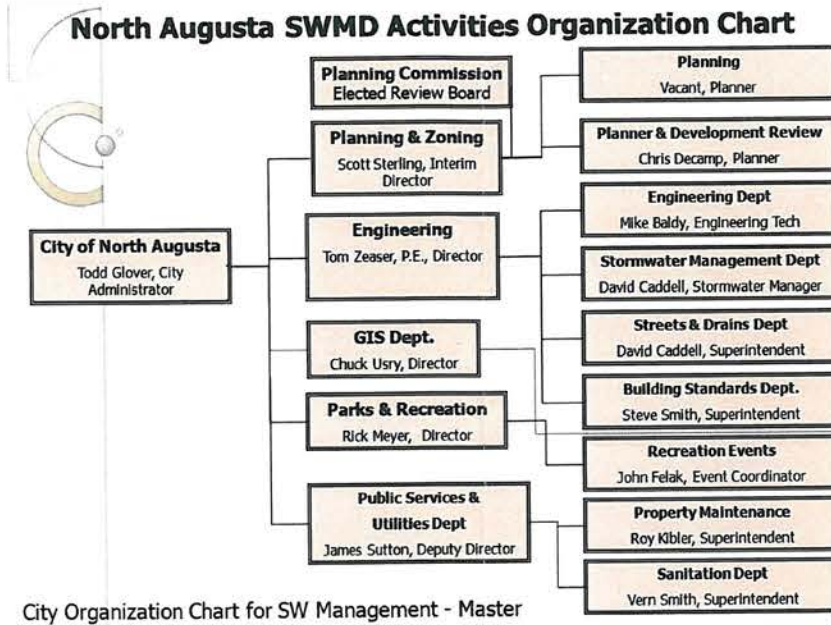 North Augusta SWMD Activities Organization Chart
Planning Commission
Elected Review Board
Planning & Zoning
Scott Sterling, Interim
Director
City of North Augusta
Todd Glover, City
Administrator
Engineering
Tom Zeaser, P.E., Director
GIS Dept.
Chuck Usry, Director
Parks & Recreation
Rick Meyer, Director
Public Services &
Utilities Dept
James Sutton, Deputy Director
Planning
Vacant, Planner
Planner & Development Review
Chris Decamp, Planner
Engineering Dept
Mike Baldy, Engineering Tech
Stormwater Management Dept
David Caddell, Stormwater Manager
Streets & Drains Dept
David Caddell, Superintendent
Building Standards Dept.
Steve Smith, Superintendent
Recreation Events
John Felak, Event Coordinator
Property Maintenance
Roy Kibler, Superintendent
Sanitation Dept
Vern Smith, Superintendent
City Organization Chart for SW Management - Master